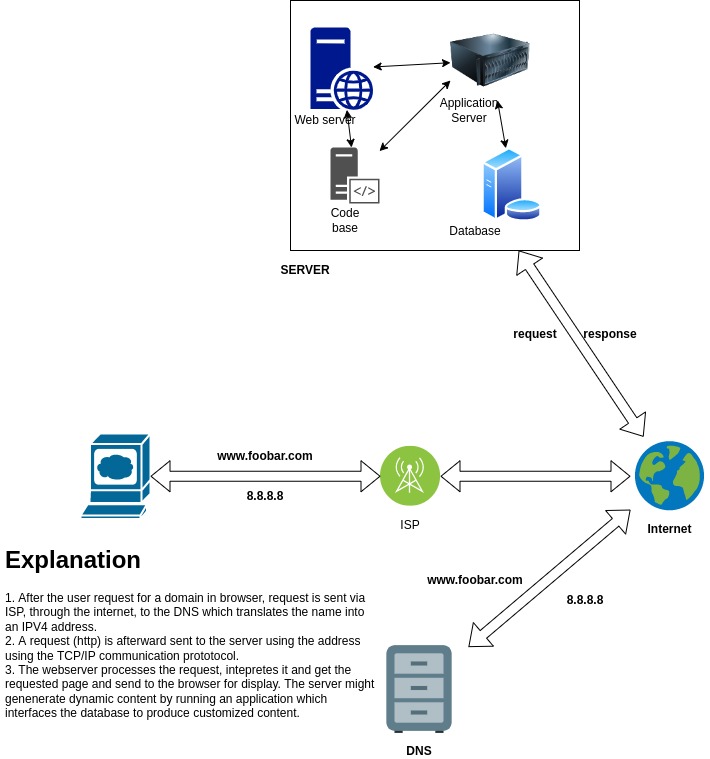 Web server
Application
Server
</>
Code
base
Database
SERVER
request
response
www.foobar.com
8.8.8.8
ISP
Internet
www.foobar.com
8.8.8.8
DNS
Explanation
1. After the user request for a domain in browser, request is sent via
ISP, through the internet, to the DNS which translates the name into
an IPV4 address.
2. A request (http) is afterward sent to the server using the address
using the TCP/IP communication prototocol.
3. The webserver processes the request, intepretes it and get the
requested page and send to the browser for display. The server might
genenerate dynamic content by running an application which
interfaces the database to produce customized content.